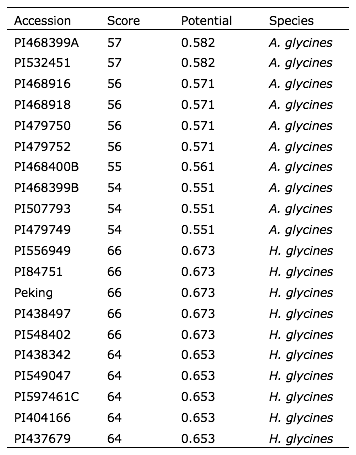 Accession Score Potential Species
PI468399A 57 0.582 A. glycines
PI532451 57 0.582 A. glycines
PI468916 56 0.571 A. glycines
PI468918 56 0.571 A. glycines
PI479750 56 0.571 A. glycines
PI479752 56 0.571 A. glycines
PI468400B 55 0.561 A. glycines
PI468399B 54 0.551 A. glycines
PI507793 54 0.551 A. glycines
PI479749 54 0.551 A. glycines
PI556949 66 0.673 H. glycines
PI84751 66 0.673 H. glycines
Peking 66 0.673 H. glycines
PI438497 66 0.673 H. glycines
PI548402 66 0.673 H. glycines
PI438342 64 0.653 H. glycines
PI549047 64 0.653 H. glycines
PI597461C 64 0.653 H. glycines
PI404166 64 0.653 H. glycines
PI437679 64 0.653 H. glycines